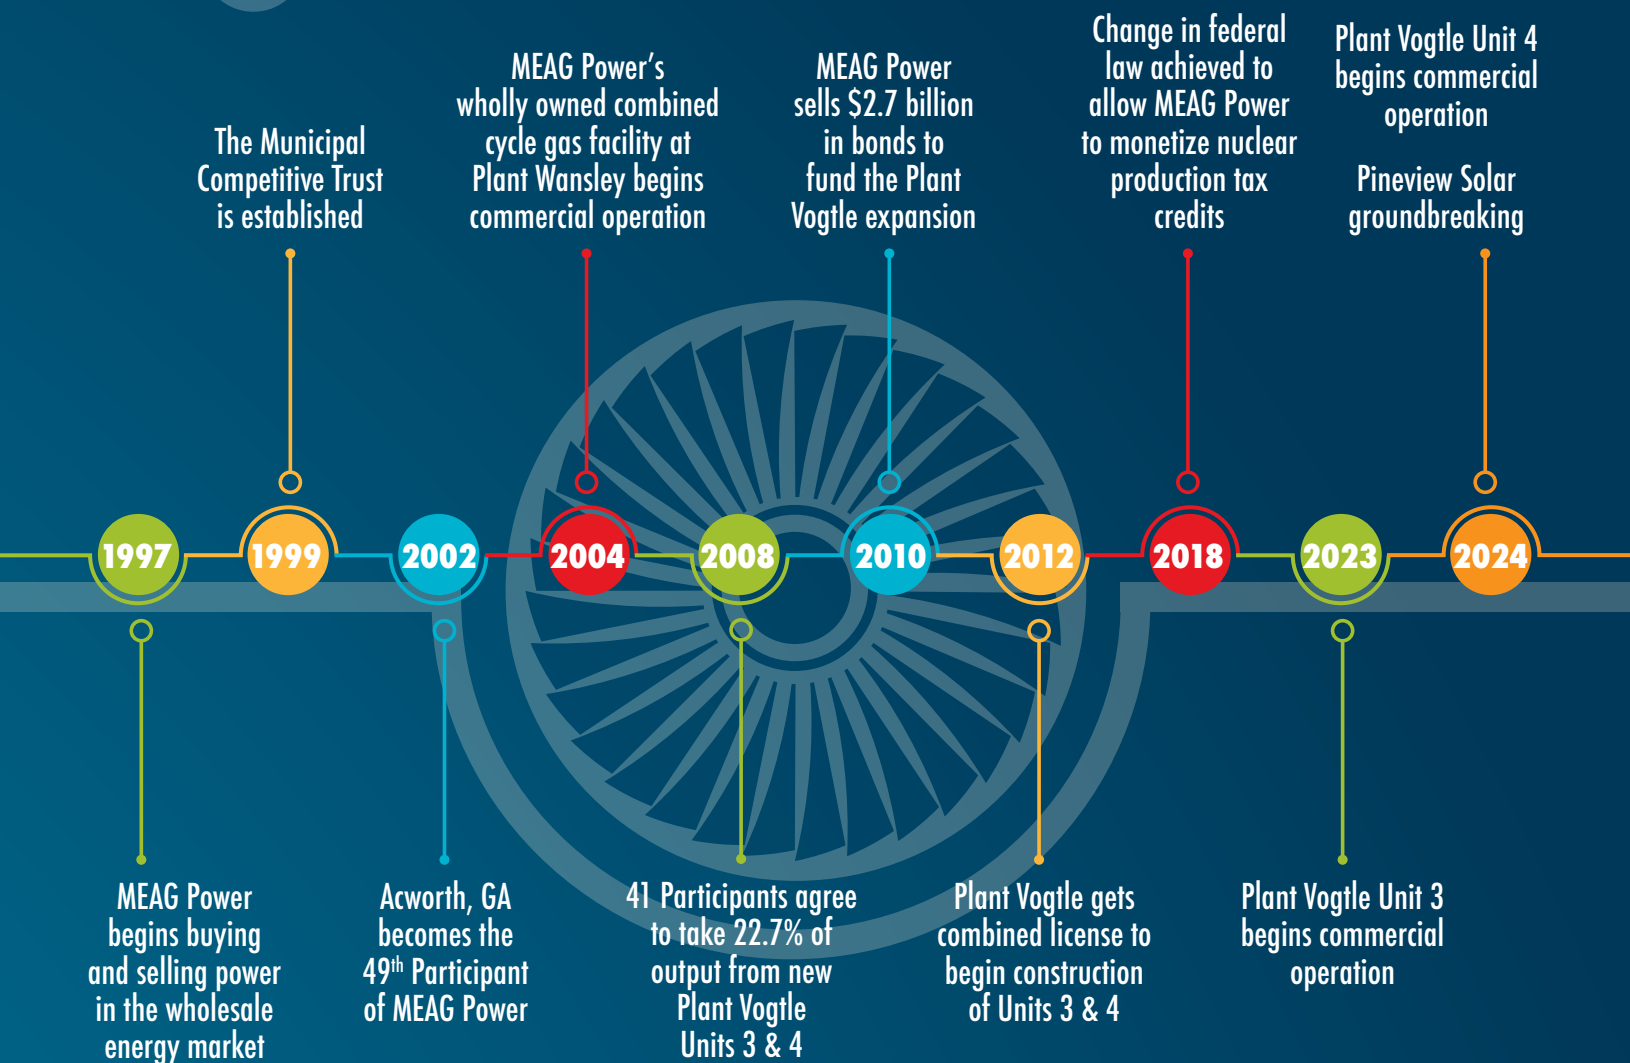 The Municipal
Competitive Trust
is established
MEAG Power's
wholly owned combined
cycle gas facility at
Plant Wansley begins
commercial operation
MEAG Power
sells $2.7 billion
in bonds to
fund the Plant
Vogtle expansion
Change in federal
law achieved to
allow MEAG Power
to monetize nuclear
production tax
credits
Plant Vogtle Unit 4
begins commercial
operation
Pineview Solar
groundbreaking
1997
1999
2002
2004
2008
2010
2012
2018
2023
2024
MEAG Power
begins buying
and selling power
in the wholesale
energy market
Acworth, GA
becomes the
49th Participant
of MEAG Power
41 Participants agree
to take 22.7% of
output from new
Plant Vogtle
Units 3 & 4
Plant Vogtle gets
combined license to
begin construction
of Units 3 & 4
Plant Vogtle Unit 3
begins commercial
operation